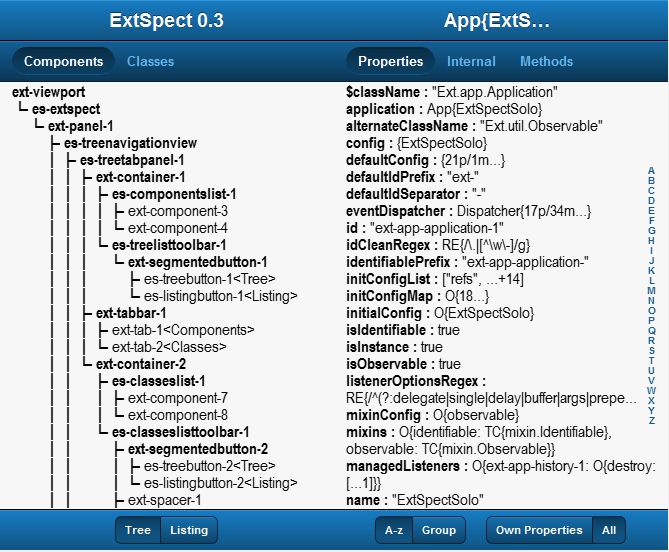 ExtSpect 0.3
App{ExtS…
Components Classes
Properties Internal Methods
ext-viewport
es-extspect
ext-panel-1
es-treenavigationview
es-treetabpanel-1
ext-container-1
es-componentslist-1
ext-component-3
ext-component-4
es-treelisttoolbar-1
ext-segmentedbutton-1
es-treebutton-1<Tree>
es-listingbutton-1<Listing>
ext-tabbar-1
ext-tab-1<Components>
ext-tab-2<Classes>
ext-container-2
es-classeslist-1
ext-component-7
ext-component-8
es-classeslisttoolbar-1
ext-segmentedbutton-2
es-treebutton-2<Tree>
es-listingbutton-2<Listing>
ext-spacer-1
$className : "Ext.app.Application"
application : App{ExtSpectSolo}
alternateClassName : "Ext.util.Observable"
config : {ExtSpectSolo}
defaultConfig : {21p/1m...}
defaultIdPrefix : "ext-"
defaultIdSeparator : "-"
eventDispatcher : Dispatcher{17p/34m...}
id : "ext-app-application-1"
idCleanRegex : RE{/\.|[^\w\-]/g}
identifiablePrefix : "ext-app-application-"
initConfigList : ["refs", ...+14]
initConfigMap : O{18...}
initialConfig : O{ExtSpectSolo}
isIdentifiable : true
isInstance : true
isObservable : true
listenerOptionsRegex :
RE{/^(?:delegate|single|delay|buffer|args|prepe…
mixinConfig : O{observable}
mixins : O{identifiable: TC{mixin.Identifiable},
observable: TC{mixin.Observable}}
managedListeners : O{ext-app-history-1: O{destroy:
[...1]}}
name : "ExtSpectSolo"
A
B
C
D
E
F
G
H
I
J
K
L
M
N
O
P
Q
R
S
T
U
V
W
X
Y
Z
Tree Listing
A-z Group
Own Properties All